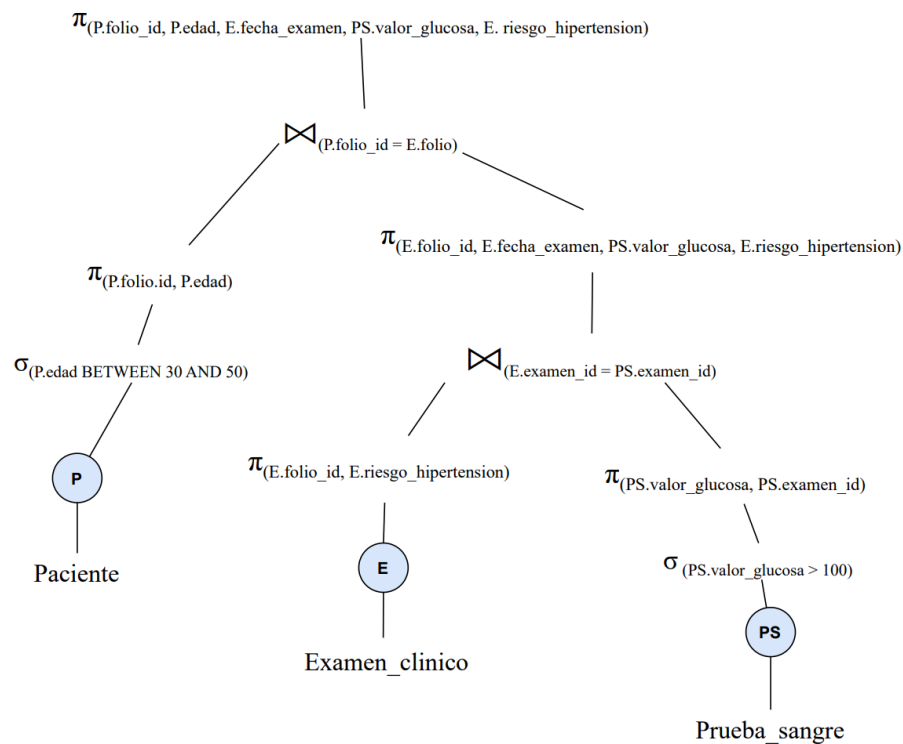 π(P.folio_id, P.edad, E.fecha_examen, PS.valor_glucosa, E. riesgo_hipertension)
⋈(P.folio_id = E.folio)
π(E.folio_id, E.fecha_examen, PS.valor_glucosa, E.riesgo_hipertension)
π(P.folio.id, P.edad)
σ(P.edad BETWEEN 30 AND 50)
⋈(E.examen_id = PS.examen_id)
π(E.folio_id, E.riesgo_hipertension)
π(PS.valor_glucosa, PS.examen_id)
P
E
σ (PS.valor_glucosa > 100)
Paciente
PS
Examen_clinico
Prueba_sangre